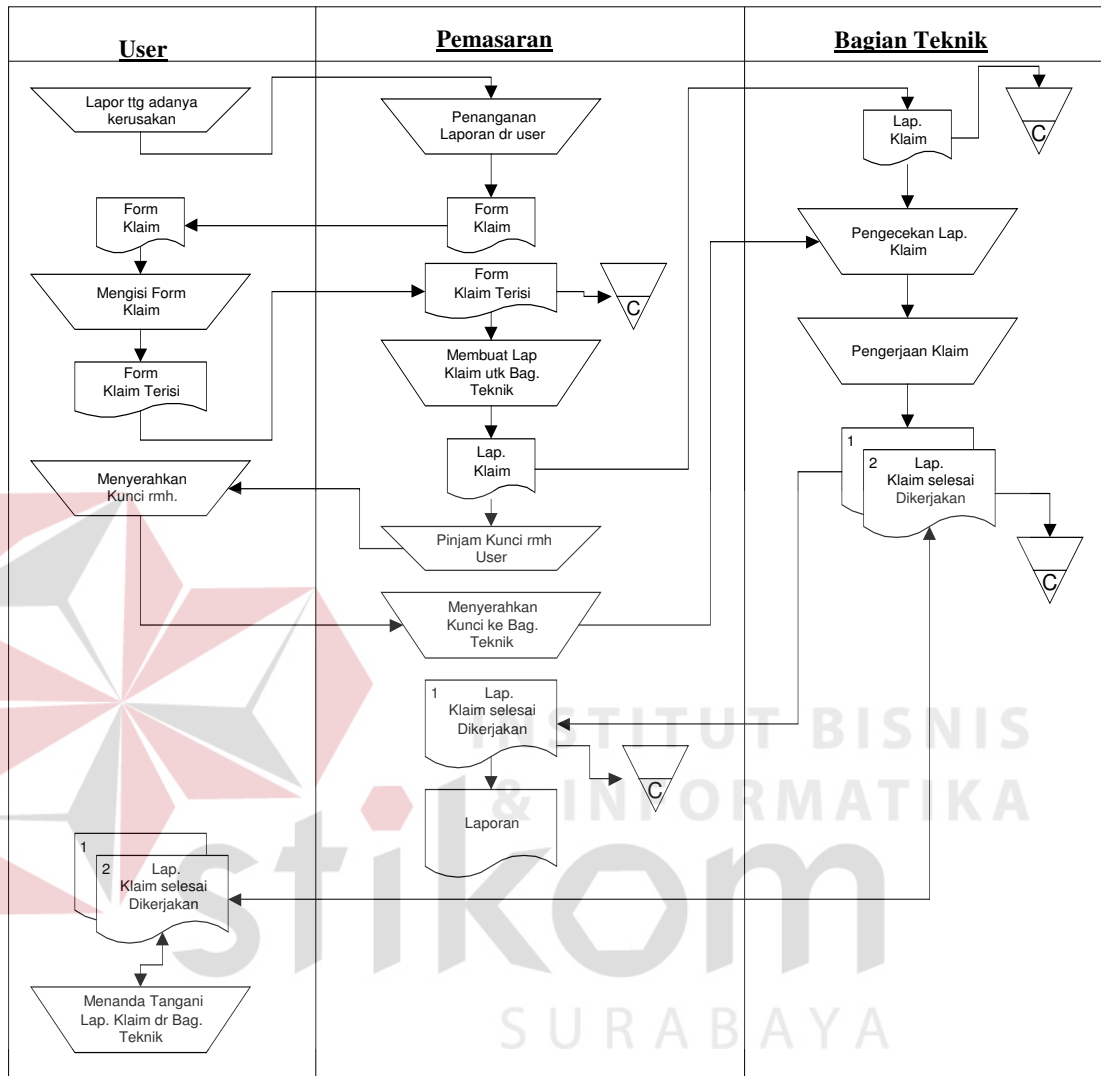 User
Pemasaran
Bagian Teknik
Lapor ttg adanya
kerusakan
Penanganan
Laporan dr user
Lap.
Klaim
C
Form
Klaim
Form
Klaim
Pengecekan Lap.
Klaim
Mengisi Form
Klaim
Form
Klaim Terisi
C
Pengerjaan Klaim
Form
Klaim Terisi
Membuat Lap
Klaim utk Bag.
Teknik
Lap.
Klaim
1
2
Lap.
Klaim selesai
Dikerjakan
C
Menyerahkan
Kunci rmh.
Pinjam Kunci rmh
User
Menyerahkan
Kunci ke Bag.
Teknik
1
Lap.
Klaim selesai
Dikerjakan
C
Laporan
1
2
Lap.
Klaim selesai
Dikerjakan
Menanda Tangani
Lap. Klaim dr Bag.
Teknik
INSTITUT BISNIS
& INFORMATIKA
stikom
SURABAYA